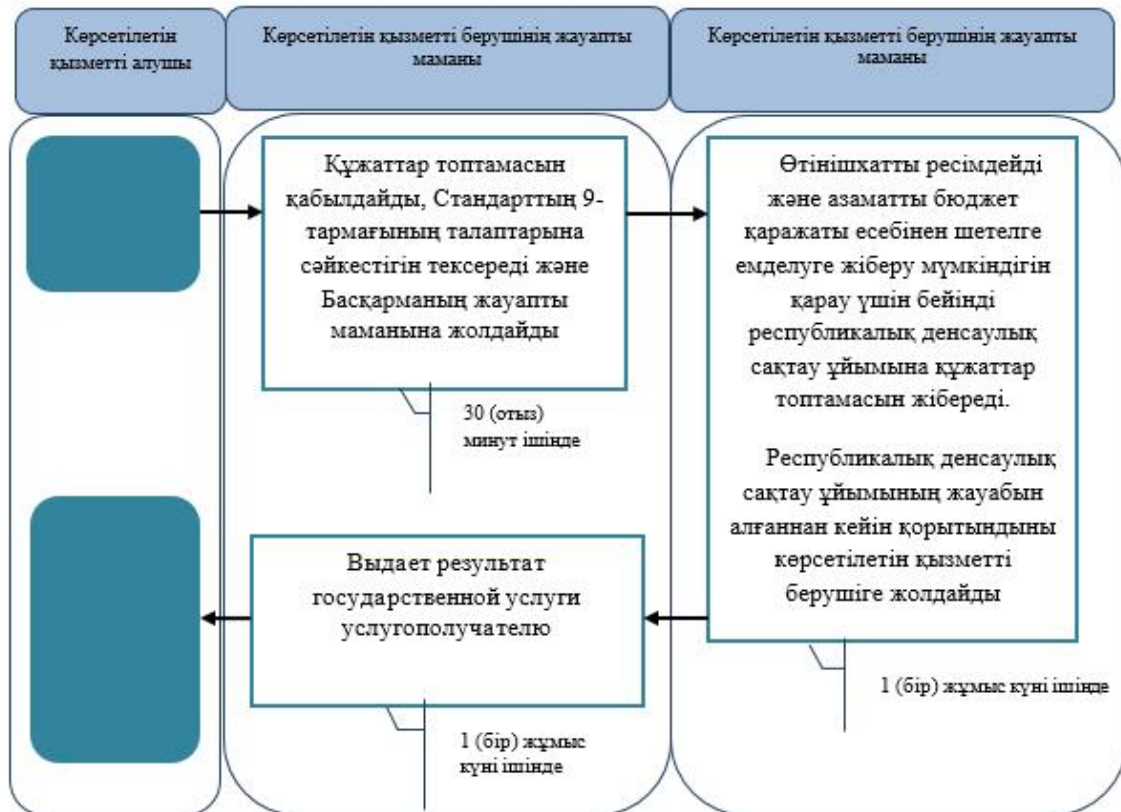 Көрсетілетін
қызметті алушы
Көрсетілетін қызметті берушінің жауапты
маманы
Көрсетілетін қызметті берушінің жауапты
маманы
Құжаттар топтамасын
қабылдайды, Стандарттың 9-
тармағының талаптарына
сәйкестігін тексереді және
Басқарманың жауапты
маманына жолдайды
30 (отыз)
минут ішінде
Өтінішхатты ресімдейді
және азаматты бюджет
қаражаты есебінен шетелге
емделуге жіберу мүмкіндігін
қарау үшін бейінді
республикалық денсаулық
сақтау ұйымына құжаттар
топтамасын жібереді.
Республикалық денсаулық
сақтау ұйымының жауабын
алғаннан кейін қорытындыны
көрсетілетін қызметті
берушіге жолдайды
1 (бір) жұмыс күні ішінде
Выдает результат
государственной услуги
услугополучателю
1 (бір) жұмыс
күні ішінде